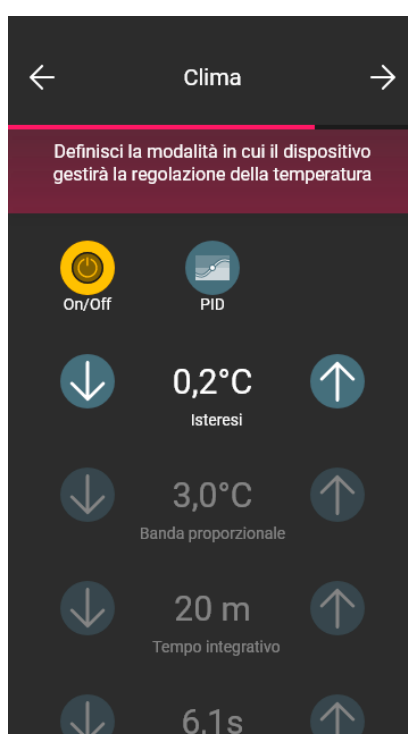 Clima
Definisci la modalità in cui il dispositivo
gestirà la regolazione della temperatura
On/Off
PID
0,2°C
Isteresi
3,0°C
Banda proporzionale
20 m
Tempo integrativo
6,1s